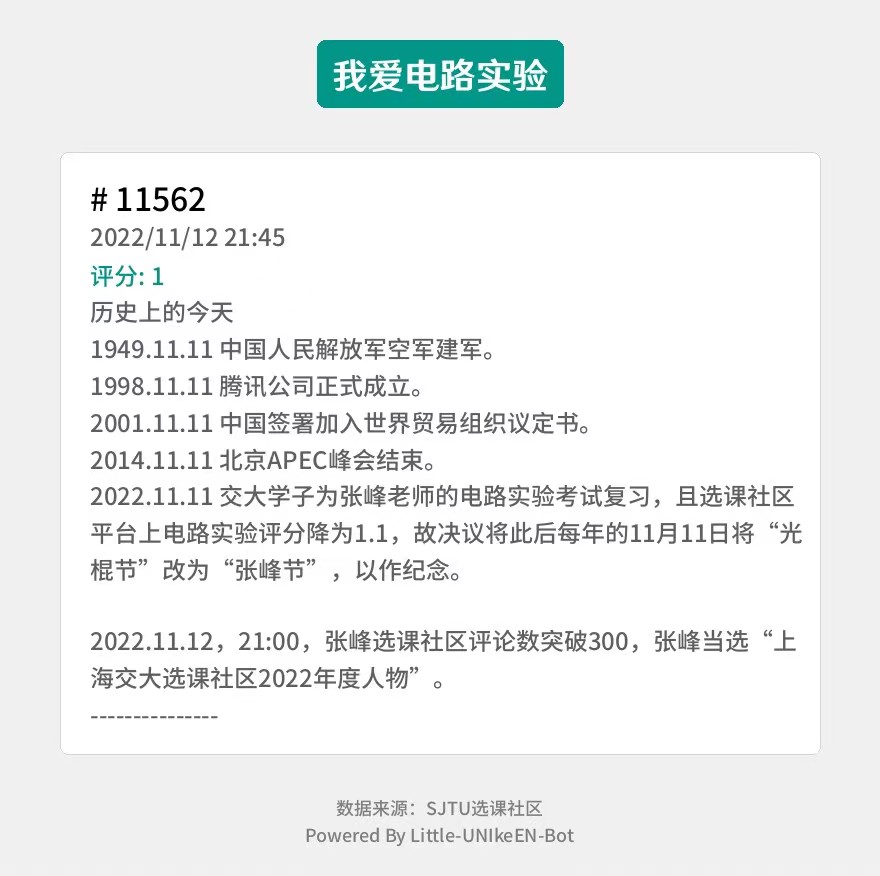 我爱电路实验
# 11562
2022/11/12 21:45
评分: 1
历史上的今天
1949.11.11 中国人民解放军空军建军。
1998.11.11 腾讯公司正式成立。
2001.11.11 中国签署加入世界贸易组织议定书。
2014.11.11 北京APEC峰会结束。
2022.11.11 交大学子为张峰老师的电路实验考试复习，且选课社区
平台上电路实验评分降为1.1，故决议将此后每年的11月11日将“光
棍节”改为“张峰节”，以作纪念。
2022.11.12，21:00，张峰选课社区评论数突破300，张峰当选“上
海交大选课社区2022年度人物”。
---------------
数据来源：SJTU选课社区
Powered By Little-UNIkeEN-Bot